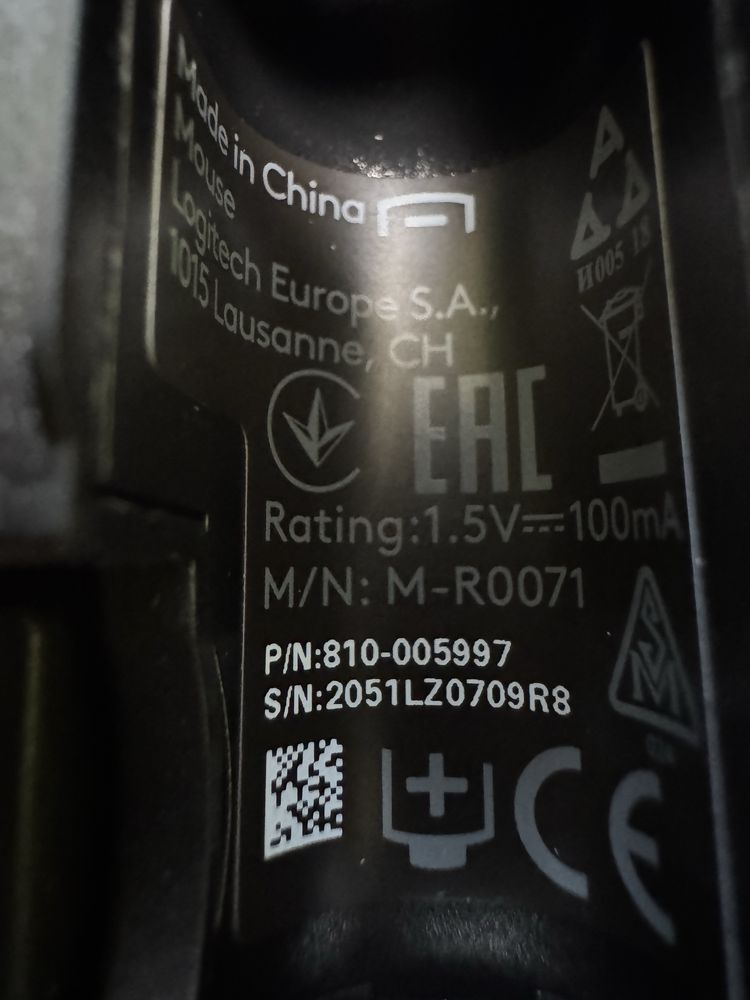 Made in China
Mouse
Logitech Europe S.A.,
1015 Lausanne, CH
И005 18
EAC
Rating:1.5V⎓100mA
M/N: M-R0071
P/N:810-005997
S/N:2051LZ0709R8
CE